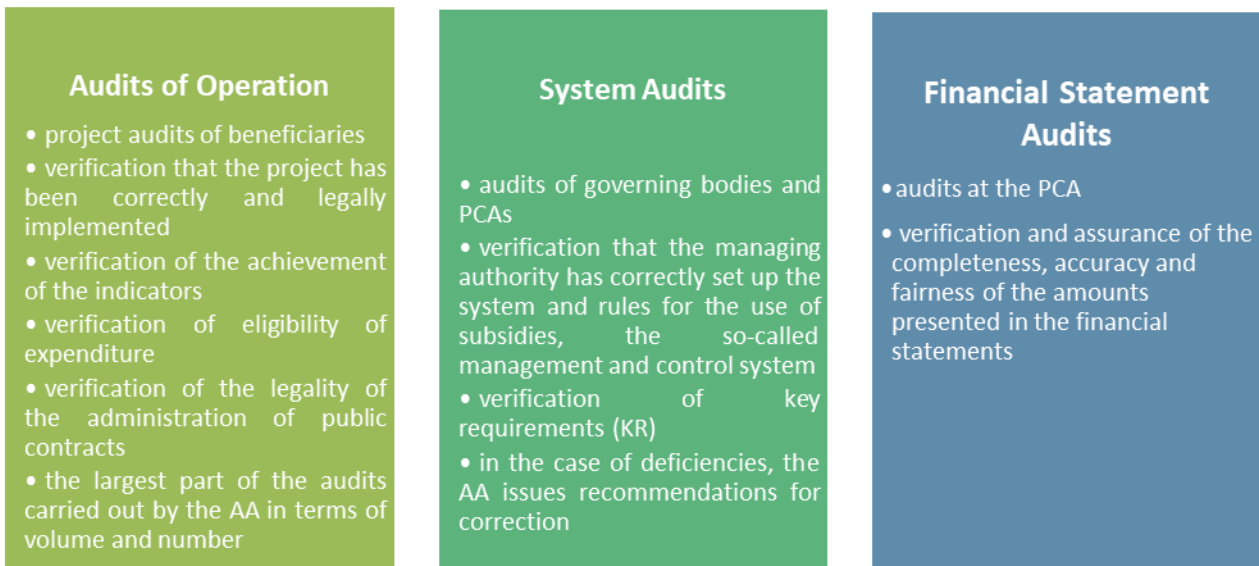 Audits of Operation
• project audits of beneficiaries
• verification that the project has
been correctly and legally
implemented
• verification of the achievement
of the indicators
• verification of eligibility of
expenditure
• verification of the legality of
the administration of public
contracts
• the largest part of the audits
carried out by the AA in terms of
volume and number
System Audits
• audits of governing bodies and
PCAs
• verification that the managing
authority has correctly set up the
system and rules for the use of
subsidies, the so-called
management and control system
• verification of key
requirements (KR)
• in the case of deficiencies, the
AA issues recommendations for
correction
Financial Statement
Audits
• audits at the PCA
• verification and assurance of the
completeness, accuracy and
fairness of the amounts
presented in the financial
statements